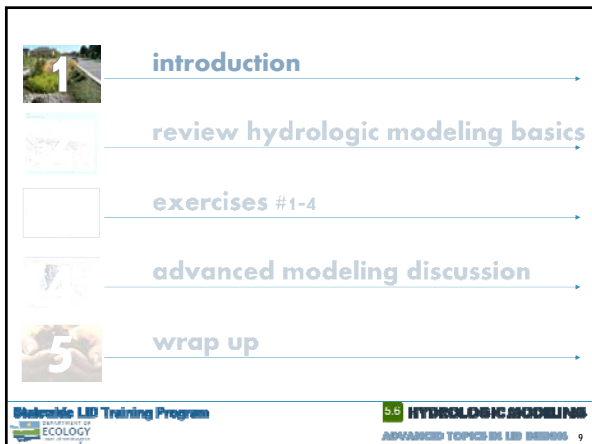 1
introduction
review hydrologic modeling basics
exercises #1-4
advanced modeling discussion
5
wrap up
Statewide LID Training Program
5.6 HYDROLOGIC MODELING
DEPARTMENT OF
ECOLOGY
ADVANCED TOPICS IN LID DESIGN 9